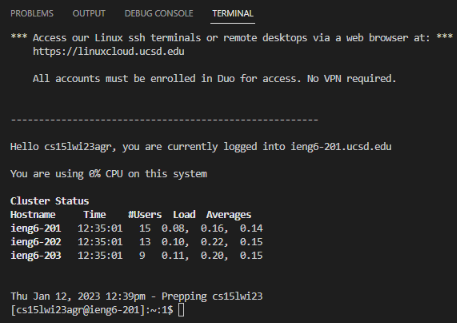 PROBLEMS OUTPUT DEBUG CONSOLE TERMINAL
*** Access our Linux ssh terminals or remote desktops via a web browser at: ***
https://linuxcloud.ucsd.edu
All accounts must be enrolled in Duo for access. No VPN required.
-------------------------------------------------------
Hello cs15lwi23agr, you are currently logged into ieng6-201.ucsd.edu
You are using 0% CPU on this system
Cluster Status
Hostname Time #Users Load Averages
ieng6-201 12:35:01 15 0.08, 0.16, 0.14
ieng6-202 12:35:01 13 0.10, 0.22, 0.15
ieng6-203 12:35:01 9 0.11, 0.20, 0.15
Thu Jan 12, 2023 12:39pm - Prepping cs15lwi23
[cs15lwi23agr@ieng6-201]:~:1$